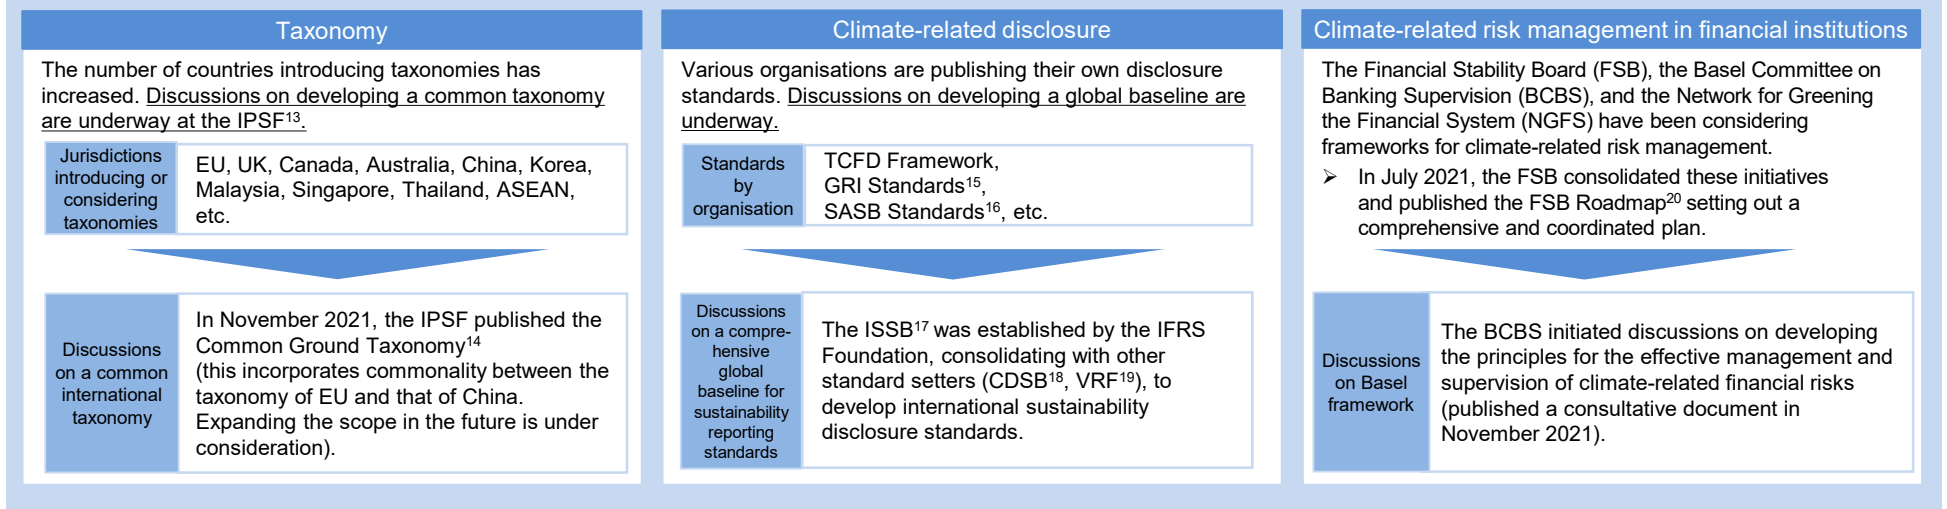 Taxonomy
The number of countries introducing taxonomies has
increased. Discussions on developing a common taxonomy
are underway at the IPSF¹³.
Jurisdictions
introducing or
considering
taxonomies
EU, UK, Canada, Australia, China, Korea,
Malaysia, Singapore, Thailand, ASEAN,
etc.
Discussions
on a common
international
taxonomy
In November 2021, the IPSF published the
Common Ground Taxonomy¹⁴
(this incorporates commonality between the
taxonomy of EU and that of China.
Expanding the scope in the future is under
consideration).
Climate-related disclosure
Various organisations are publishing their own disclosure
standards. Discussions on developing a global baseline are
underway.
Standards
by
organisation
TCFD Framework,
GRI Standards¹⁵,
SASB Standards¹⁶, etc.
Discussions
on a compre-
hensive
global
baseline for
sustainability
reporting
standards
The ISSB¹⁷ was established by the IFRS
Foundation, consolidating with other
standard setters (CDSB¹⁸, VRF¹⁹), to
develop international sustainability
disclosure standards.
Climate-related risk management in financial institutions
The Financial Stability Board (FSB), the Basel Committee on
Banking Supervision (BCBS), and the Network for Greening
the Financial System (NGFS) have been considering
frameworks for climate-related risk management.
➢ In July 2021, the FSB consolidated these initiatives
and published the FSB Roadmap²⁰ setting out a
comprehensive and coordinated plan.
Discussions
on Basel
framework
The BCBS initiated discussions on developing
the principles for the effective management and
supervision of climate-related financial risks
(published a consultative document in
November 2021).